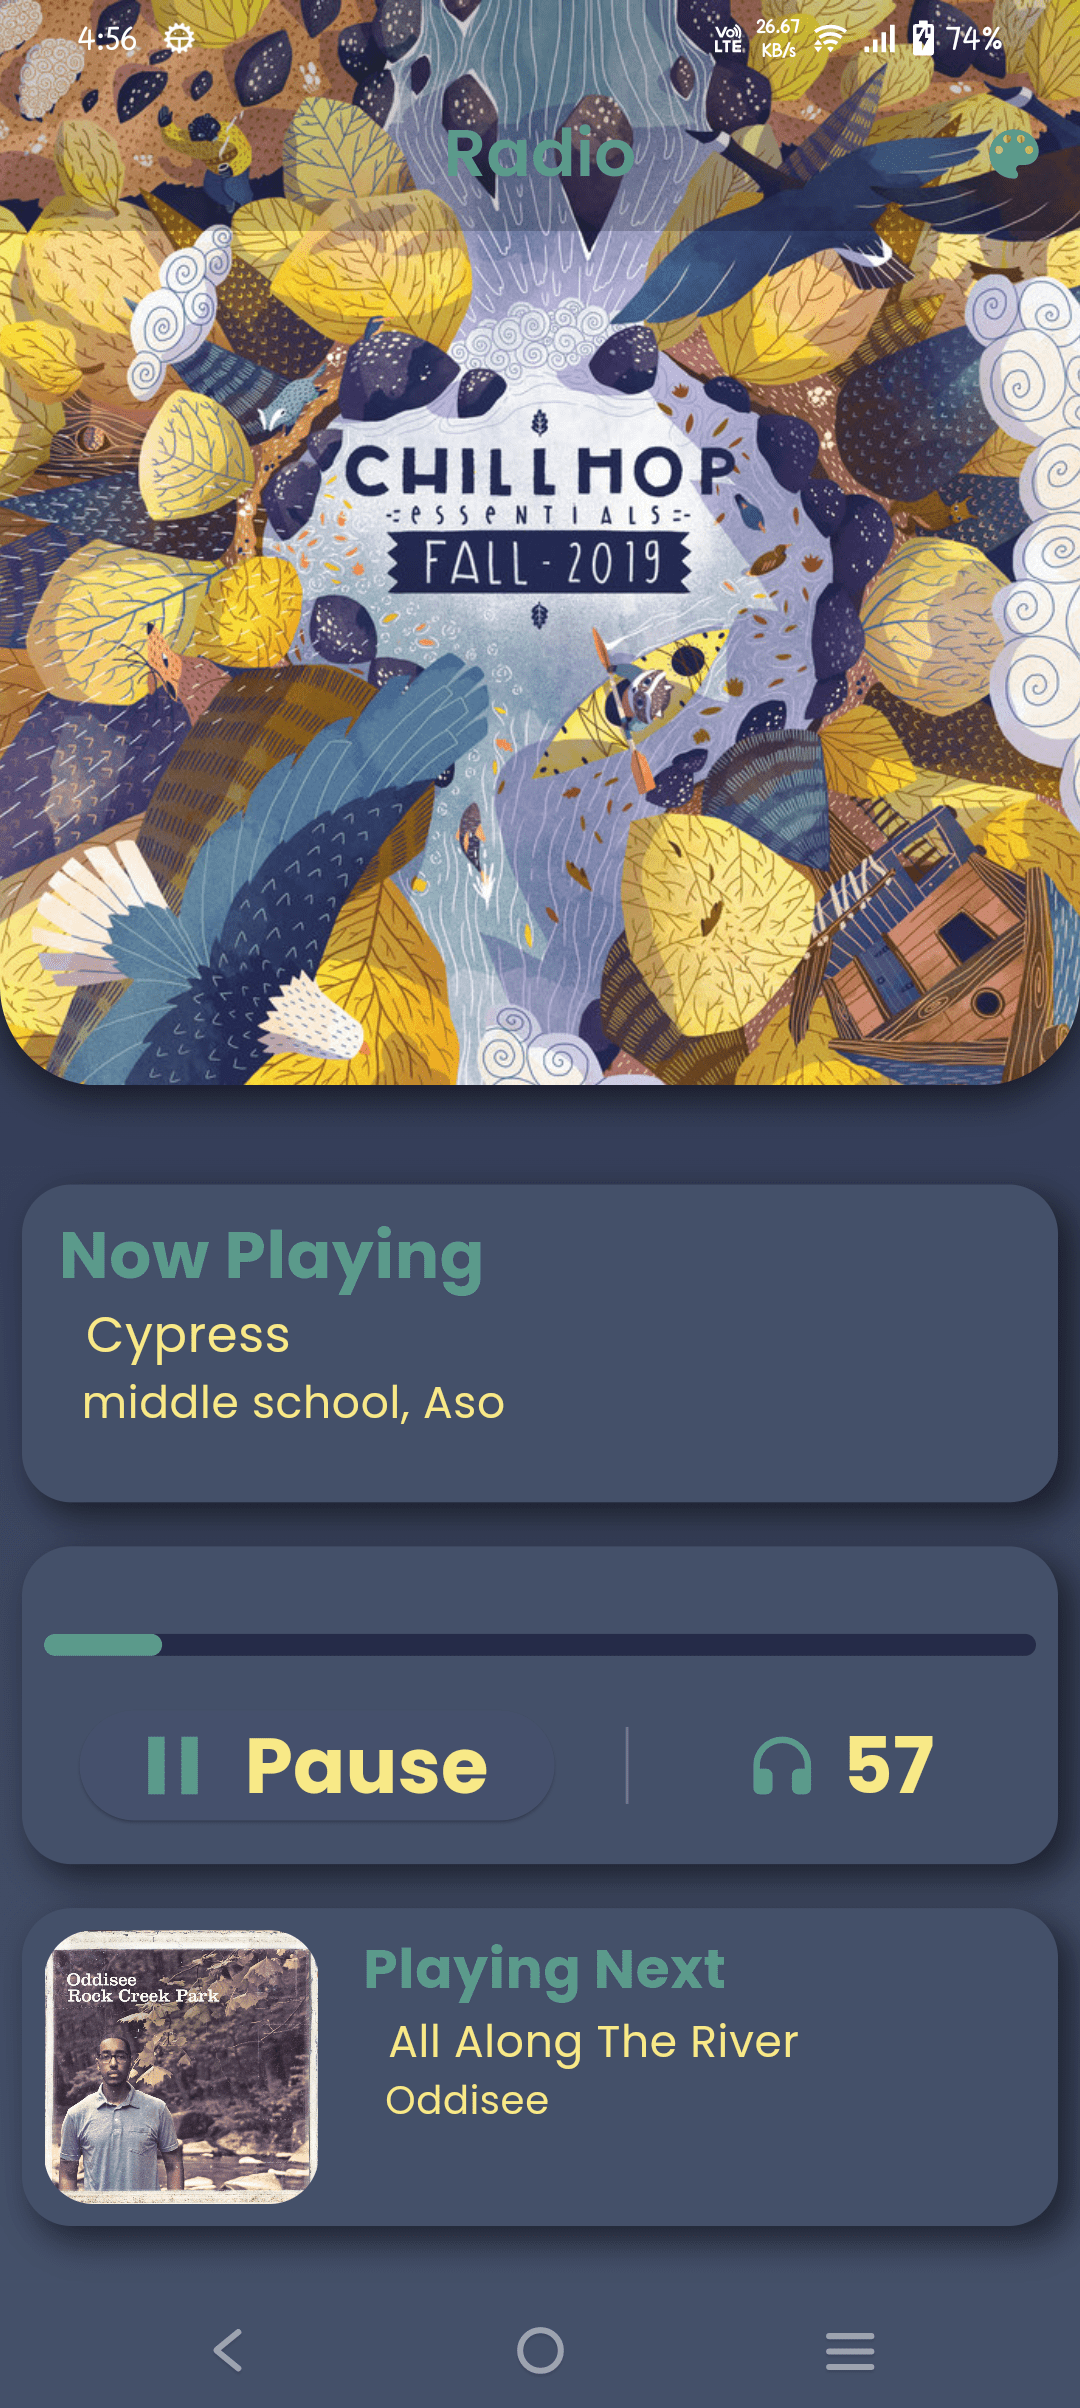 4:56
Vo))
LTE
26.67
KB/s
74%
Radio
CHILLHOP
essentials
FALL-2019
Now Playing
Cypress
middle school, Aso
Pause
57
Oddisee
Rock Creek Park
Playing Next
All Along The River
Oddisee